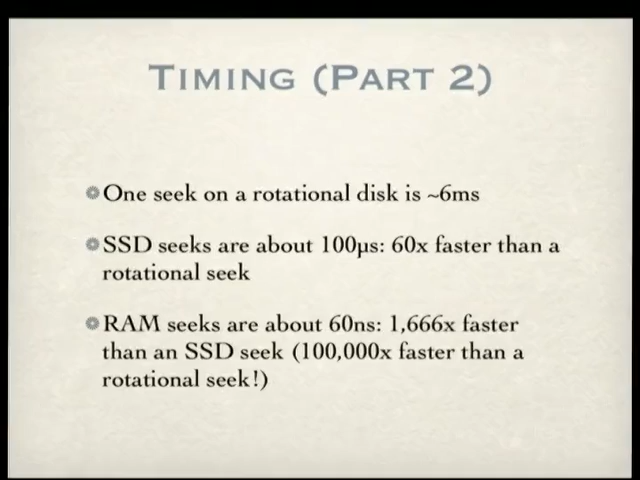 TIMING (PART 2)
One seek on a rotational disk is ~6ms
SSD seeks are about 100µs: 60x faster than a
rotational seek
RAM seeks are about 60ns: 1,666x faster
than an SSD seek (100,000x faster than a
rotational seek!)